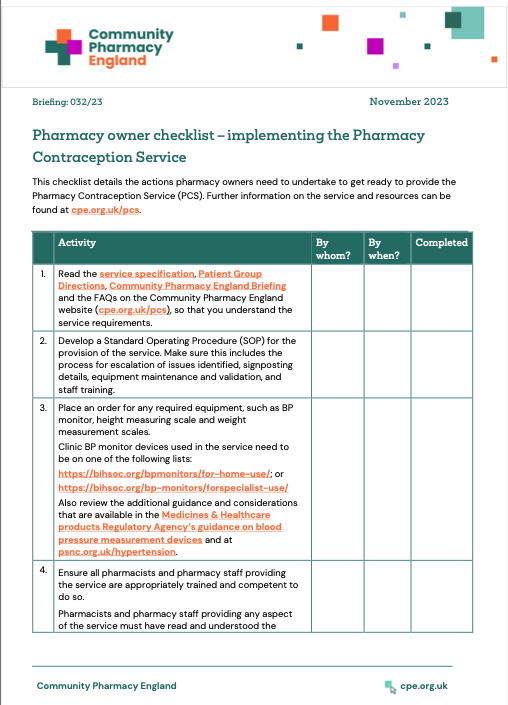 Community
Pharmacy
England
Briefing: 032/23
November 2023
Pharmacy owner checklist – implementing the Pharmacy
Contraception Service
This checklist details the actions pharmacy owners need to undertake to get ready to provide the
Pharmacy Contraception Service (PCS). Further information on the service and resources can be
found at cpe.org.uk/pcs.
Activity
By
whom?
By
when?
Completed
1.
Read the service specification, Patient Group
Directions, Community Pharmacy England Briefing
and the FAQs on the Community Pharmacy England
website (cpe.org.uk/pcs), so that you understand the
service requirements.
2.
Develop a Standard Operating Procedure (SOP) for the
provision of the service. Make sure this includes the
process for escalation of issues identified, signposting
details, equipment maintenance and validation, and
staff training.
3.
Place an order for any required equipment, such as BP
monitor, height measuring scale and weight
measurement scales.
Clinic BP monitor devices used in the service need to
be on one of the following lists:
https://bihsoc.org/bpmonitors/for-home-use/; or
https://bihsoc.org/bp-monitors/forspecialist-use/
Also review the additional guidance and considerations
that are available in the Medicines & Healthcare
products Regulatory Agency's guidance on blood
pressure measurement devices and at
psnc.org.uk/hypertension.
4.
Ensure all pharmacists and pharmacy staff providing
the service are appropriately trained and competent to
do so.
Pharmacists and pharmacy staff providing any aspect
of the service must have read and understood the
Community Pharmacy England
cpe.org.uk